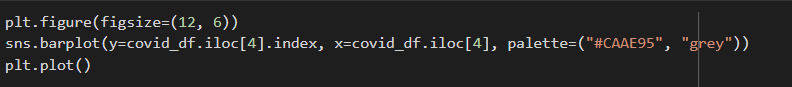 plt.figure(figsize=(12, 6))
sns.barplot(y=covid_df.iloc[4].index, x=covid_df.iloc[4], palette=("#CAAE95", "grey"))
plt.plot()